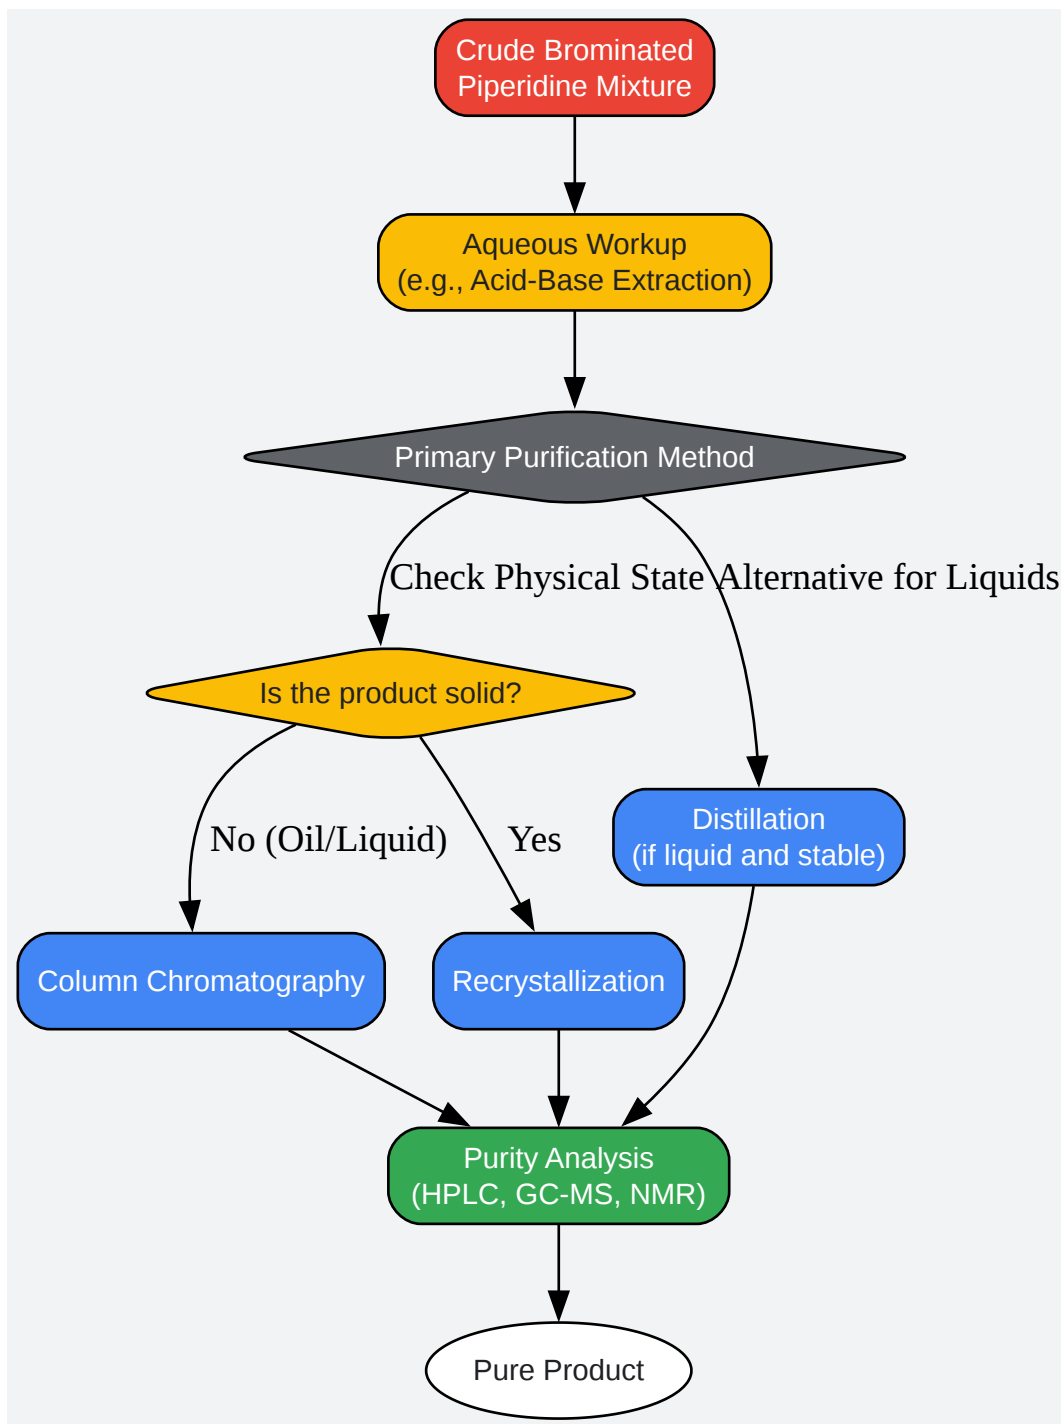 Crude Brominated
Piperidine Mixture
Aqueous Workup
(e.g., Acid-Base Extraction)
Primary Purification Method
Check Physical State
Alternative for Liquids
Is the product solid?
Distillation
(if liquid and stable)
No (Oil/Liquid)
Yes
Column Chromatography
Recrystallization
Purity Analysis
(HPLC, GC-MS, NMR)
Pure Product